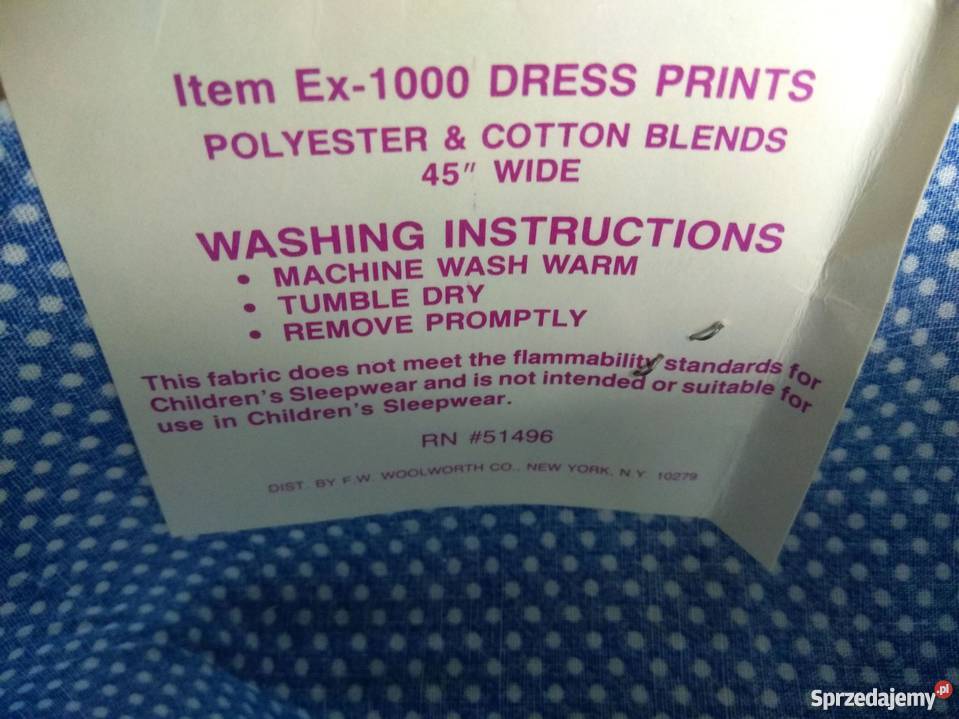 Item Ex-1000 DRESS PRINTS
POLYESTER & COTTON BLENDS
45" WIDE
WASHING INSTRUCTIONS
• MACHINE WASH WARM
• TUMBLE DRY
• REMOVE PROMPTLY
This fabric does not meet the flammability standards for
Children's Sleepwear and is not intended or suitable for
use in Children's Sleepwear.
RN #51496
DIST. BY F.W. WOOLWORTH CO., NEW YORK, N.Y. 10279
Sprzedajemy.pl